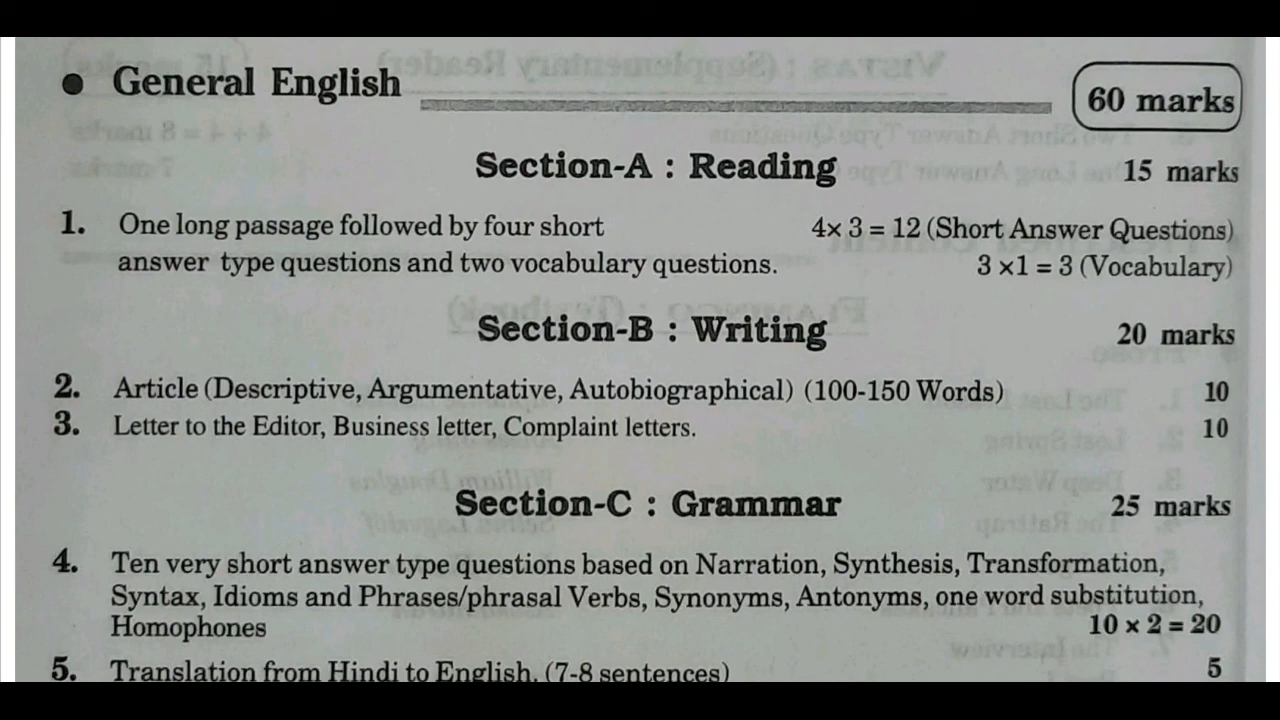 ● General English
60 marks
Section-A : Reading 15 marks
1. One long passage followed by four short 4× 3 = 12 (Short Answer Questions)
answer type questions and two vocabulary questions. 3 ×1 = 3 (Vocabulary)
Section-B : Writing 20 marks
2. Article (Descriptive, Argumentative, Autobiographical) (100-150 Words) 10
3. Letter to the Editor, Business letter, Complaint letters. 10
Section-C : Grammar 25 marks
4. Ten very short answer type questions based on Narration, Synthesis, Transformation,
Syntax, Idioms and Phrases/phrasal Verbs, Synonyms, Antonyms, one word substitution,
Homophones 10 × 2 = 20
5. Translation from Hindi to English. (7-8 sentences) 5